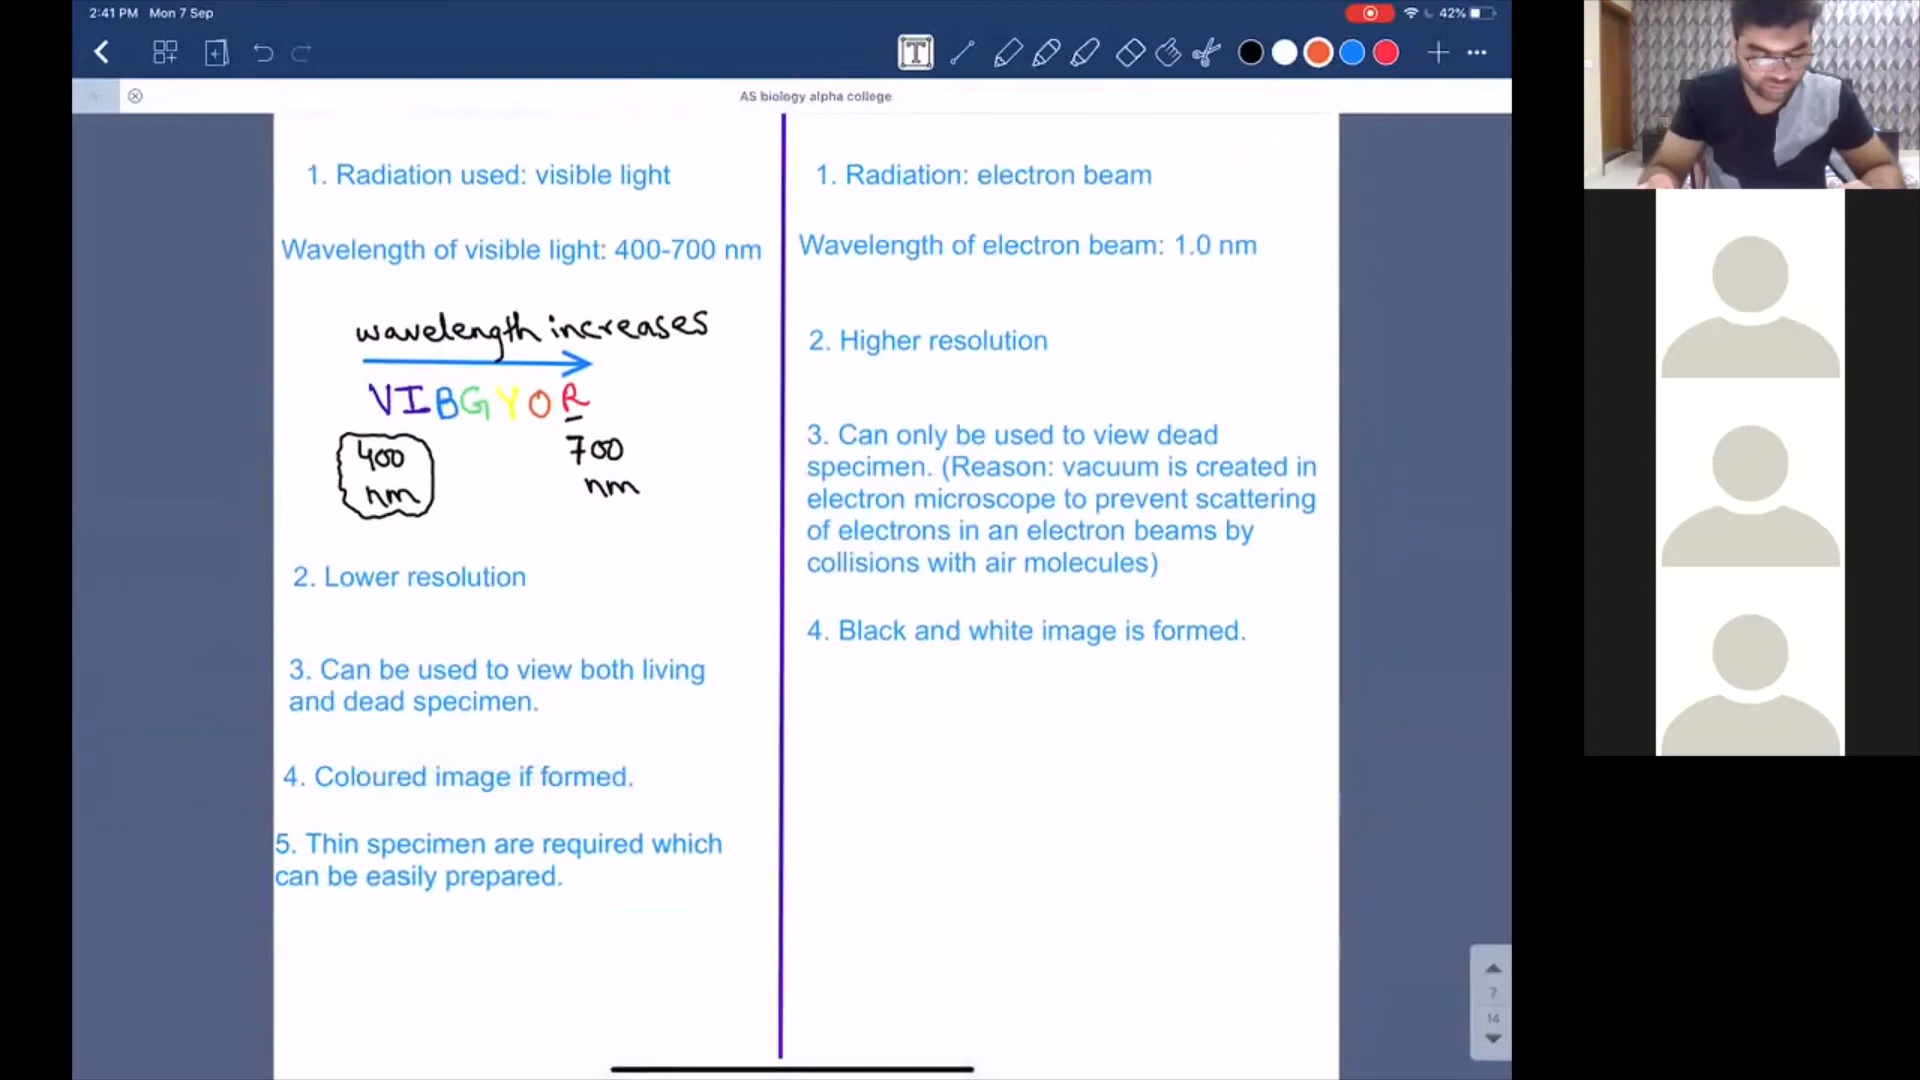 2:41 PM Mon 7 Sep
42%
T
AS biology alpha college
1. Radiation used: visible light
Wavelength of visible light: 400-700 nm
wavelength increases
VIBGYOR
400
nm
700
nm
2. Lower resolution
3. Can be used to view both living
and dead specimen.
4. Coloured image if formed.
5. Thin specimen are required which
can be easily prepared.
1. Radiation: electron beam
Wavelength of electron beam: 1.0 nm
2. Higher resolution
3. Can only be used to view dead
specimen. (Reason: vacuum is created in
electron microscope to prevent scattering
of electrons in an electron beams by
collisions with air molecules)
4. Black and white image is formed.
7
14